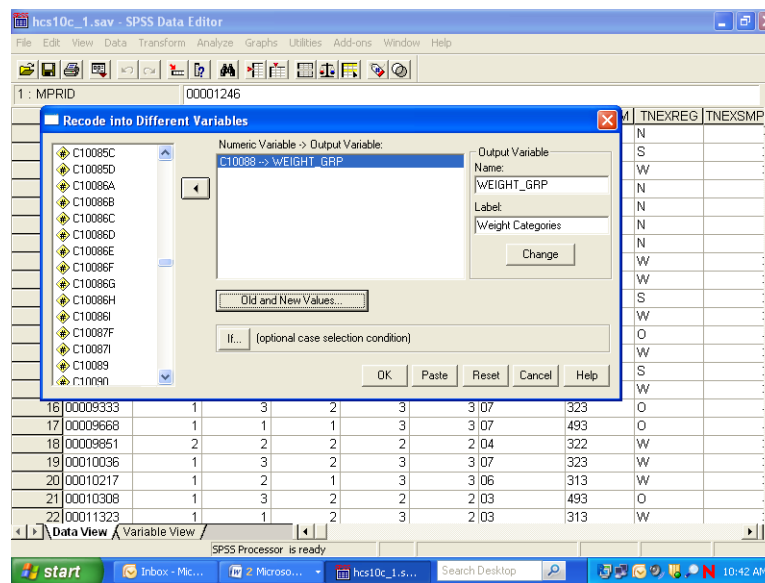 hcs10c_1.sav - SPSS Data Editor
File Edit View Data Transform Analyze Graphs Utilities Add-ons Window Help
1 : MPRID 00001246
TNEXREG TNEXSMP
Recode into Different Variables
C10085C
C10085D
C10086A
C10086B
C10086C
C10086D
C10086E
C10086F
C10086G
C10086H
C10086I
C10087F
C10087I
C10089
C10090
Numeric Variable -> Output Variable:
C10088 --> WEIGHT_GRP
Output Variable
Name:
WEIGHT_GRP
Label:
Weight Categories
Change
Old and New Values...
If... (optional case selection condition)
OK Paste Reset Cancel Help
N
S
W
N
N
N
N
W
W
S
W
O
W
S
W
16 00009333 1 3 2 3 3 07 323 O
17 00009668 1 1 1 3 3 07 493 O
18 00009851 2 2 2 2 2 04 322 W
19 00010036 1 3 2 3 3 07 323 W
20 00010217 1 2 1 3 3 06 313 W
21 00010308 1 3 2 2 2 03 493 O
22 00011323 1 1 2 3 2 03 313 W
Data View Variable View
SPSS Processor is ready
start Inbox - Mic... 2 Microso... hcs10c_1.s... Search Desktop 10:42 AM